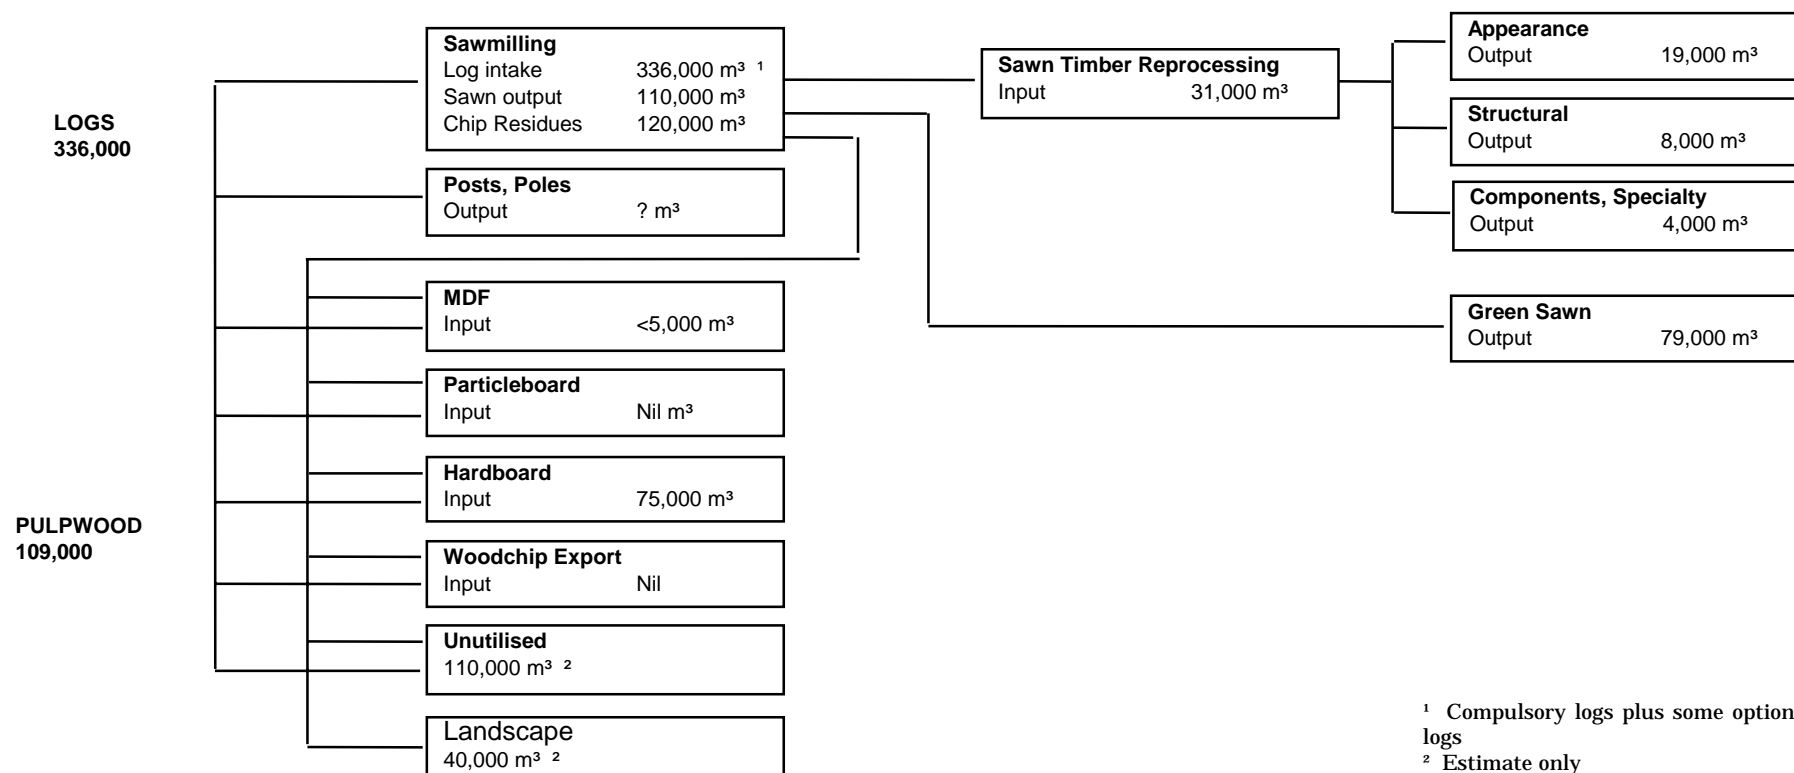 LOGS
336,000
PULPWOOD
109,000
Sawmilling
Log intake 336,000 m³ ¹
Sawn output 110,000 m³
Chip Residues 120,000 m³
Posts, Poles
Output ? m³
MDF
Input <5,000 m³
Particleboard
Input Nil m³
Hardboard
Input 75,000 m³
Woodchip Export
Input Nil
Unutilised
110,000 m³ ²
Landscape
40,000 m³ ²
Sawn Timber Reprocessing
Input 31,000 m³
Appearance
Output 19,000 m³
Structural
Output 8,000 m³
Components, Specialty
Output 4,000 m³
Green Sawn
Output 79,000 m³
¹ Compulsory logs plus some option
logs
² Estimate only